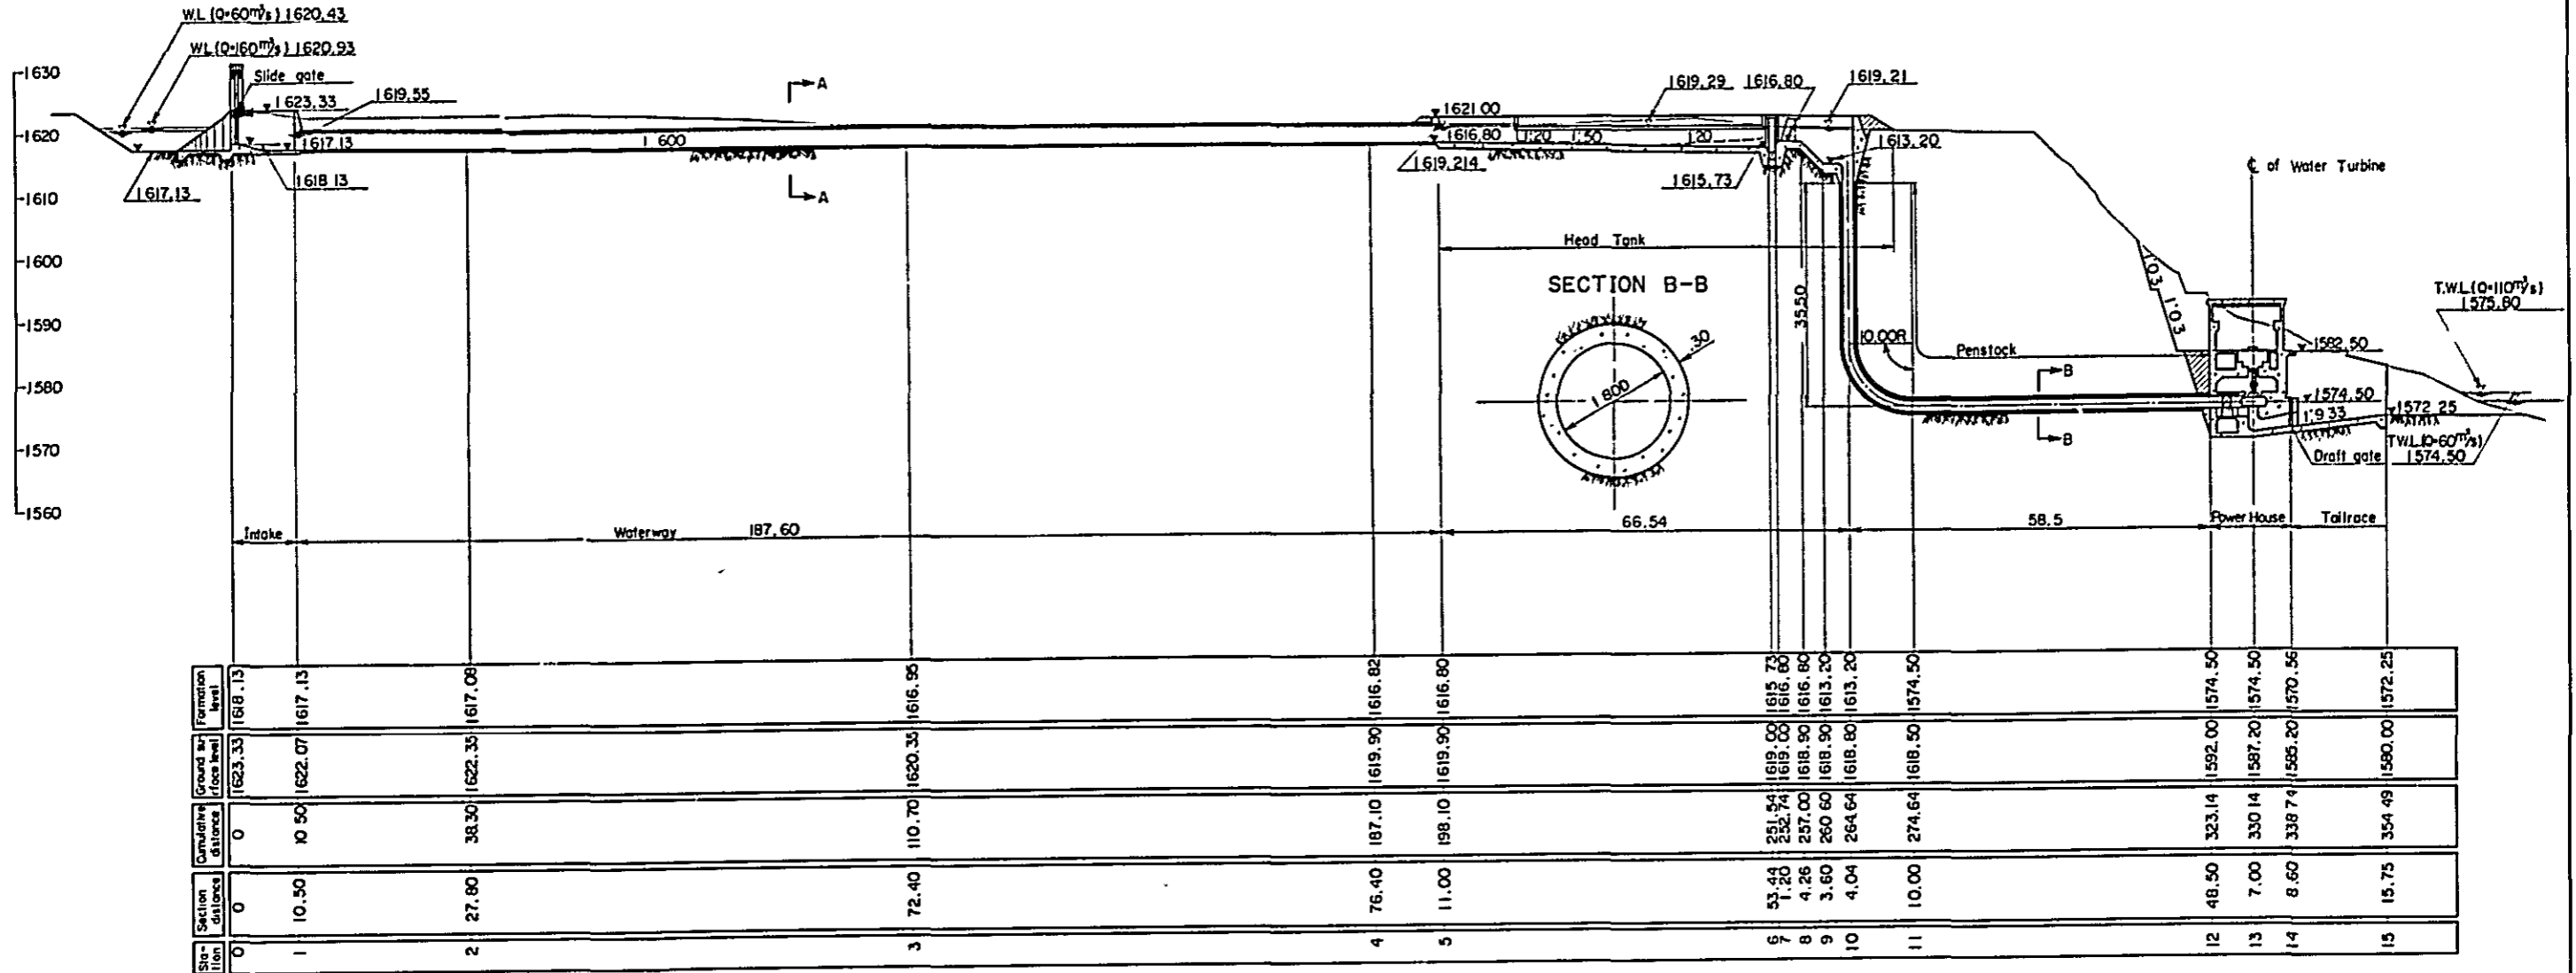 W.L (Q=60m³/s) 1620.43
WL (Q=160m³/s) 1620.93
Slide gate
1623.33
1619.55
1617.13
1618 13
1617.13
1630
1620
1610
1600
1590
1580
1570
1560
A
A
1 600
1621 00
1616.80
1:20
1:50
1:20
1619.214
1619.29
1616.80
1619.21
1613.20
1615.73
Head Tank
SECTION B-B
.30
1.800
35.50
10.00R
Penstock
B
B
℄ of Water Turbine
1:0.3
1:0.3
T.W.L (Q=110m³/s)
1575.80
1582.50
1574.50
1:9 33
1572 25
T.W.L (Q=60m³/s)
Draft gate 1574.50
Intake
Waterway 187.60
66.54
58.5
Power House
Tailrace
Formation level 1618.13 1617.13 1617.08 1616.95 1616.82 1616.80 1615 73 1616.80 1616.80 1613.20 1613.20 1574.50 1574.50 1574.50 1570.56 1572.25
Ground surface level 1623.33 1622.07 1622.35 1620.35 1619.90 1619.90 1619.00 1619.00 1618.90 1618.90 1618.80 1618.50 1592.00 1587.20 1585.20 1580.00
Cumulative distance 0 10 50 38.30 110.70 187.10 198.10 251.54 252.74 257.00 260 60 264.64 274.64 323.14 330 14 338 74 354 49
Section distance 0 10.50 27.80 72.40 76.40 11.00 53.44 1.20 4.26 3.60 4.04 10.00 48.50 7.00 8.60 15.75
Station 0 1 2 3 4 5 6 7 8 9 10 11 12 13 14 15